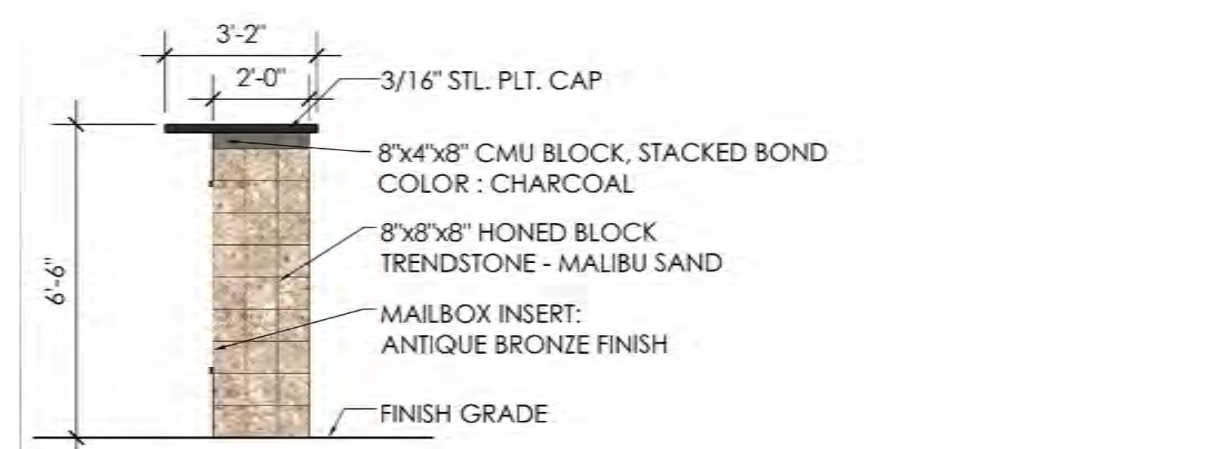 3'-2"
2'-0"
3/16" STL. PLT. CAP
8"x4"x8" CMU BLOCK, STACKED BOND
COLOR : CHARCOAL
8"x8"x8" HONED BLOCK
TRENDSTONE - MALIBU SAND
6'-6"
MAILBOX INSERT:
ANTIQUE BRONZE FINISH
FINISH GRADE